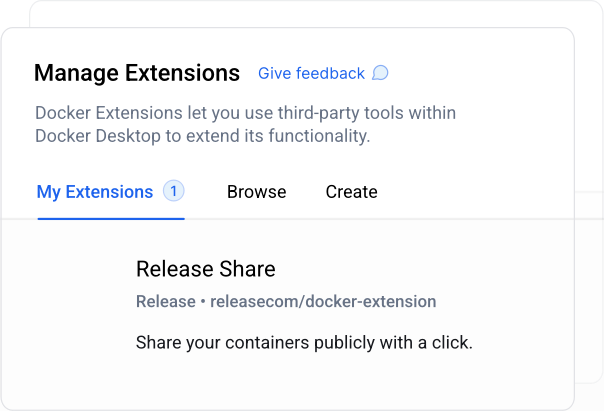 Manage Extensions Give feedback
Docker Extensions let you use third-party tools within
Docker Desktop to extend its functionality.
My Extensions 1 Browse Create
Release Share
Release • releasecom/docker-extension
Share your containers publicly with a click.